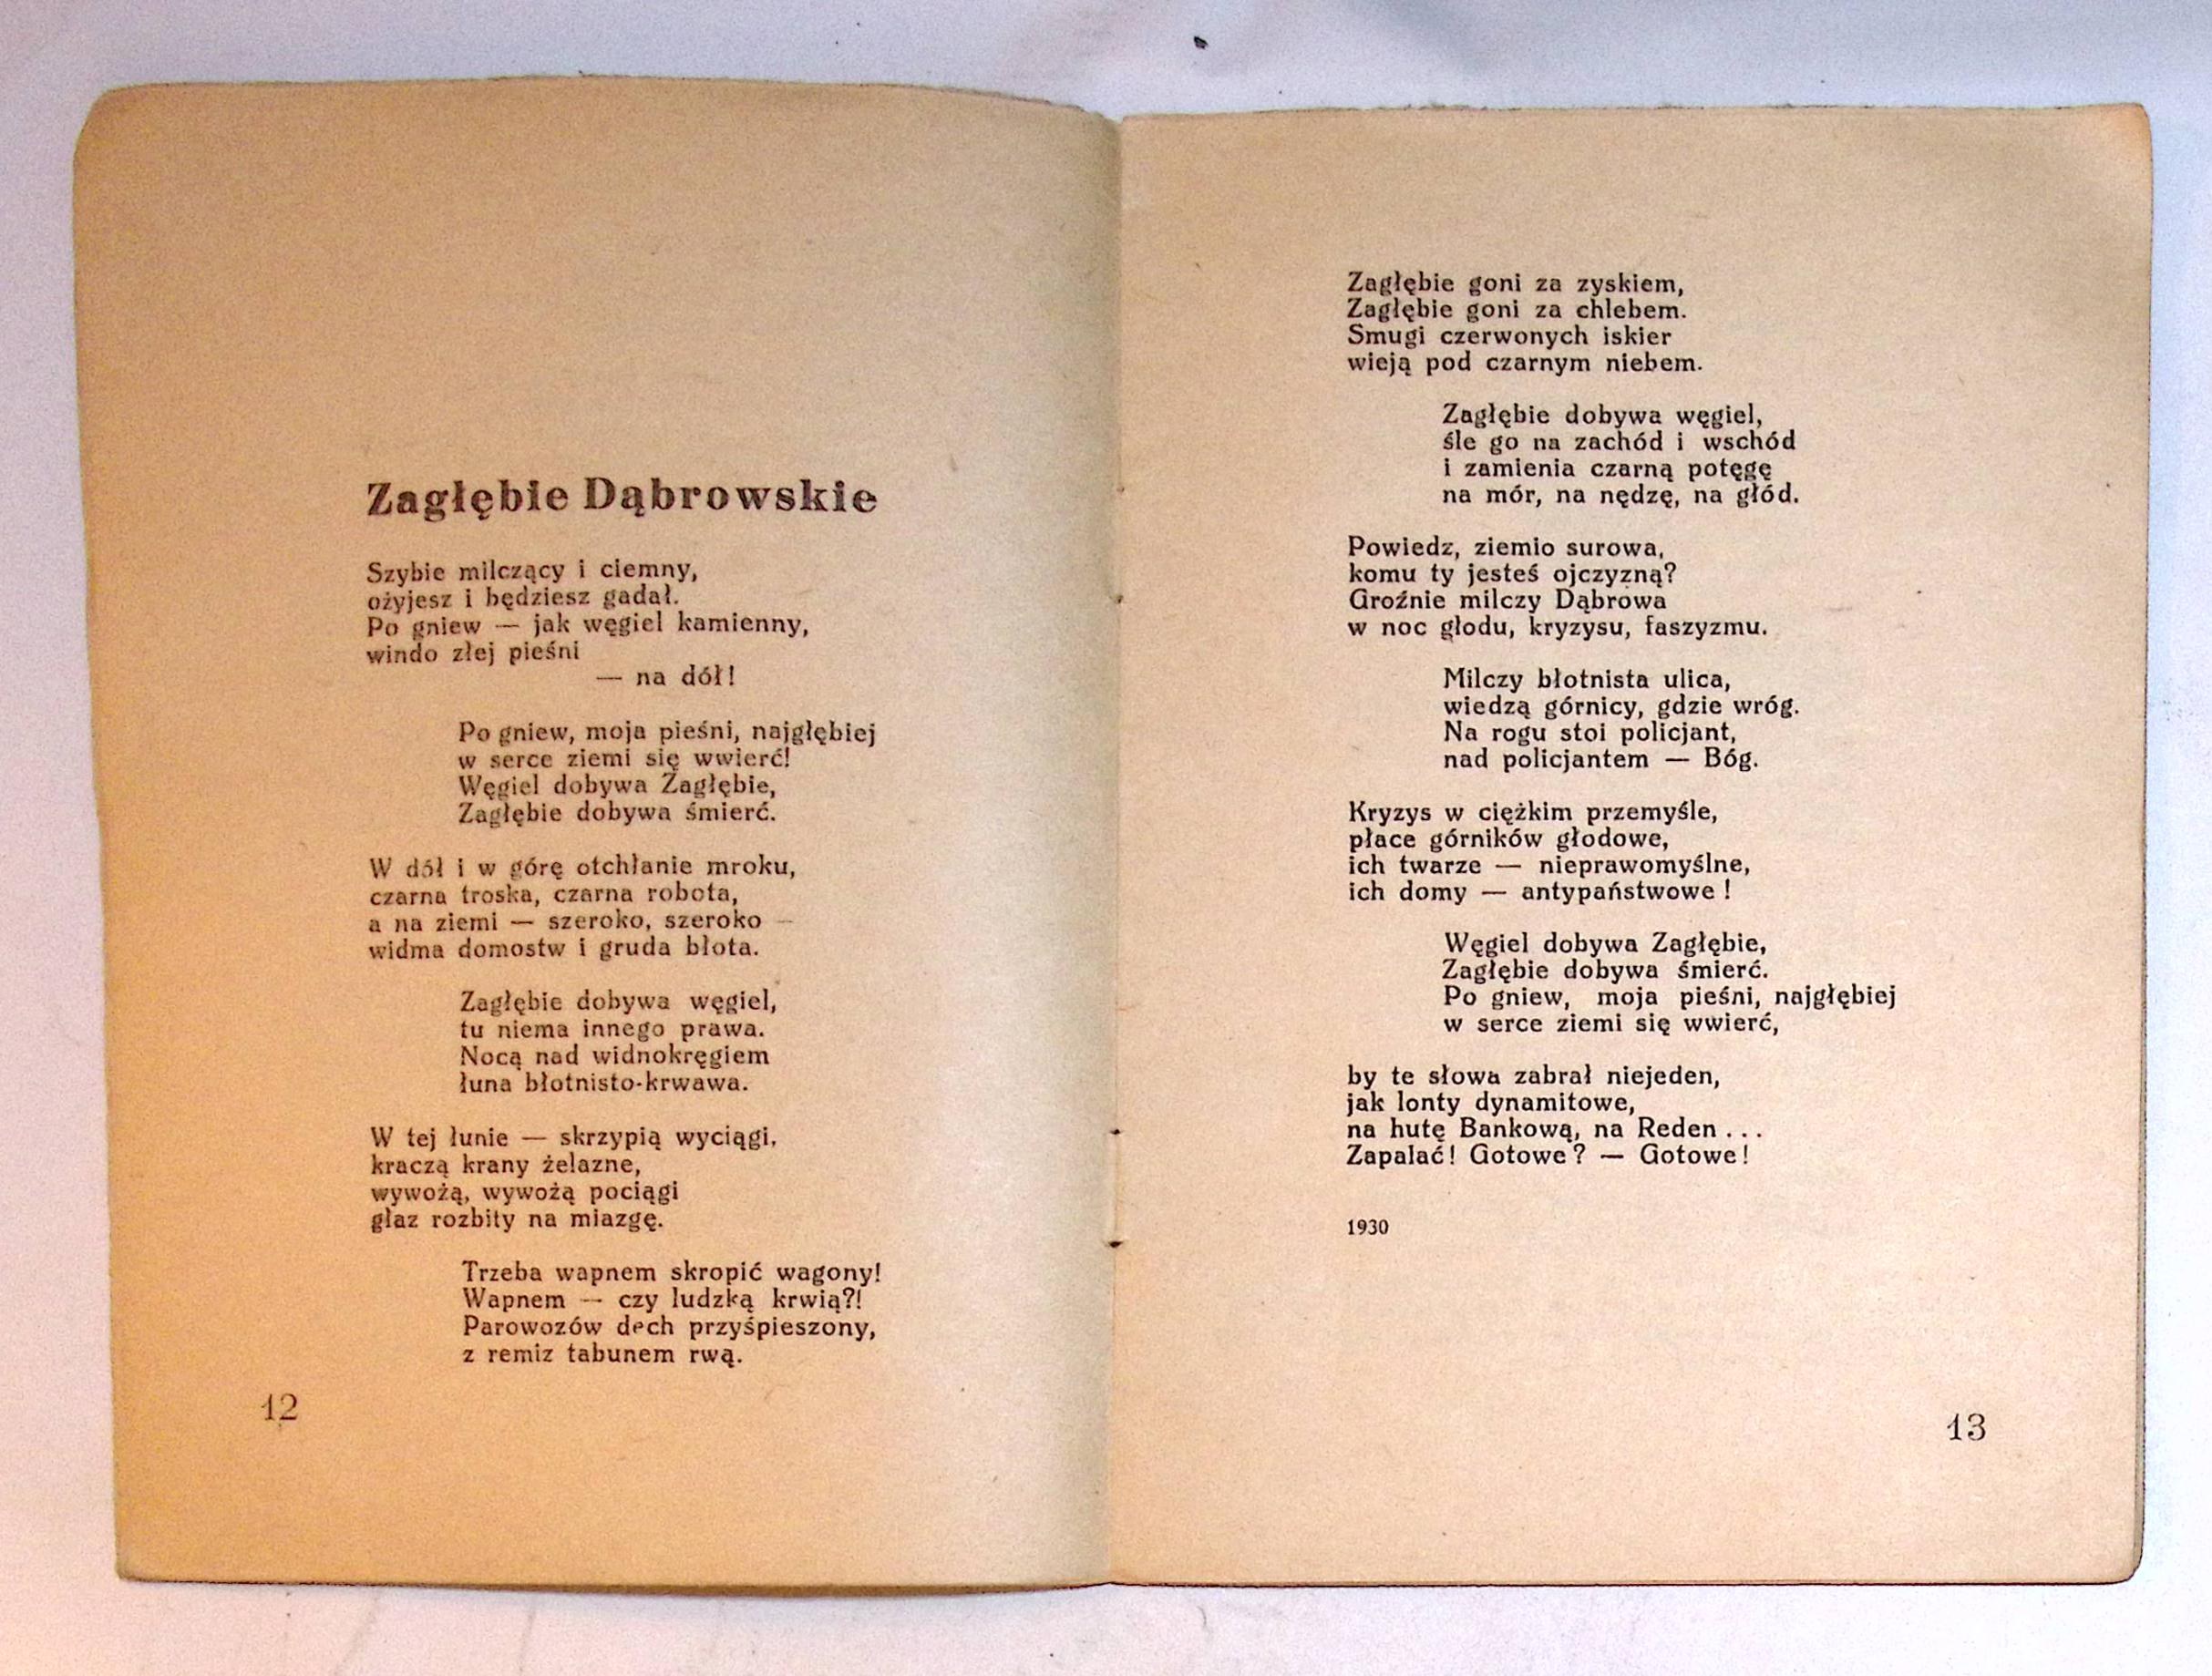 Zagłębie Dąbrowskie
Szybie milczący i ciemny,
ożyjesz i będziesz gadał.
Po gniew — jak węgiel kamienny,
windo złej pieśni
— na dół!
Po gniew, moja pieśni, najgłębiej
w serce ziemi się wwierć!
Węgiel dobywa Zagłębie,
Zagłębie dobywa śmierć.
W dół i w górę otchłanie mroku,
czarna troska, czarna robota,
a na ziemi — szeroko, szeroko —
widma domostw i gruda błota.
Zagłębie dobywa węgiel,
tu niema innego prawa.
Nocą nad widnokręgiem
łuna błotnisto-krwawa.
W tej łunie — skrzypią wyciągi,
kraczą krany żelazne,
wywożą, wywożą pociągi
głaz rozbity na miazgę.
Trzeba wapnem skropić wagony!
Wapnem — czy ludzką krwią?!
Parowozów dech przyśpieszony,
z remiz tabunem rwą.
12
Zagłębie goni za zyskiem,
Zagłębie goni za chlebem.
Smugi czerwonych iskier
wieją pod czarnym niebem.
Zagłębie dobywa węgiel,
śle go na zachód i wschód
i zamienia czarną potęgę
na mór, na nędzę, na głód.
Powiedz, ziemio surowa,
komu ty jesteś ojczyzną?
Groźnie milczy Dąbrowa
w noc głodu, kryzysu, faszyzmu.
Milczy błotnista ulica,
wiedzą górnicy, gdzie wróg.
Na rogu stoi policjant,
nad policjantem — Bóg.
Kryzys w ciężkim przemyśle,
płace górników głodowe,
ich twarze — nieprawomyślne,
ich domy — antypaństwowe!
Węgiel dobywa Zagłębie,
Zagłębie dobywa śmierć.
Po gniew, moja pieśni, najgłębiej
w serce ziemi się wwierć,
by te słowa zabrał niejeden,
jak lonty dynamitowe,
na hutę Bankową, na Reden...
Zapalać! Gotowe? — Gotowe!
1930
13